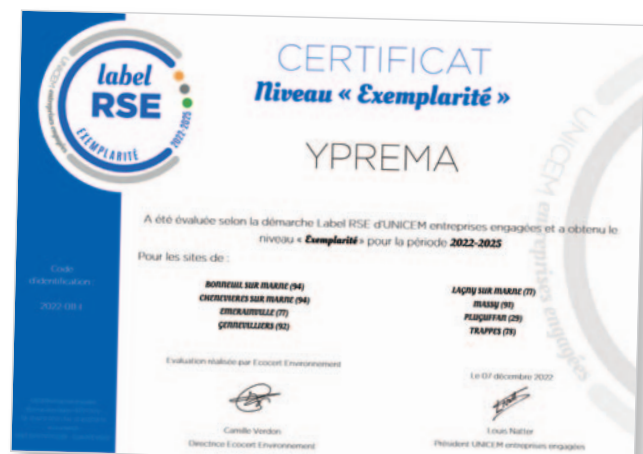 label
RSE
EXEMPLARITÉ 2022-2025
UNICEM entreprises engagées
CERTIFICAT
Niveau « Exemplarité »
YPREMA
A été évaluée selon la démarche Label RSE d'UNICEM entreprises engagées et a obtenu le
niveau « Exemplarité » pour la période 2022-2025
Pour les sites de :
BONNEUIL SUR MARNE (94)
CHENEVIERES SUR MARNE (94)
EMERAINVILLE (77)
GENNEVILLIERS (92)
LAGNY SUR MARNE (77)
MASSY (91)
PLUGUFFAN (29)
TRAPPES (78)
Code
d'identification :
Evaluation réalisée par Ecocert Environnement
Le 07 décembre 2022
Camille Verdon
Directrice Ecocert Environnement
Louis Natter
Président UNICEM entreprises engagées
UNICEM entreprises engagées